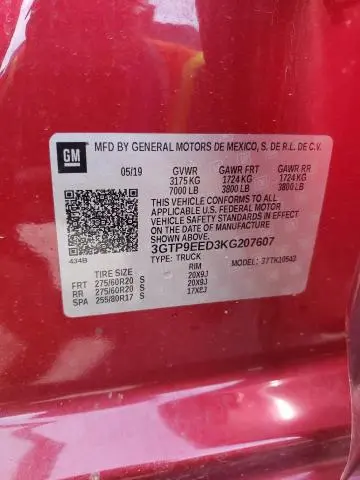 GM
MFD BY GENERAL MOTORS DE MEXICO, S. DE R.L. DE C.V.
05/19 GVWR GAWR FRT GAWR RR
3175 KG 1724 KG 1724 KG
7000 LB 3800 LB 3800 LB
THIS VEHICLE CONFORMS TO ALL
APPLICABLE U.S. FEDERAL MOTOR
VEHICLE SAFETY STANDARDS IN
EFFECT ON THE DATE OF
MANUFACTURE SHOWN ABOVE.
3GTP9EED3KG207607
434B
TYPE: TRUCK MODEL: 37TK10543
TIRE SIZE RIM
FRT 275/60R20 S 20X9J
RR 275/60R20 S 20X9J
SPA 255/80R17 S 17X8J